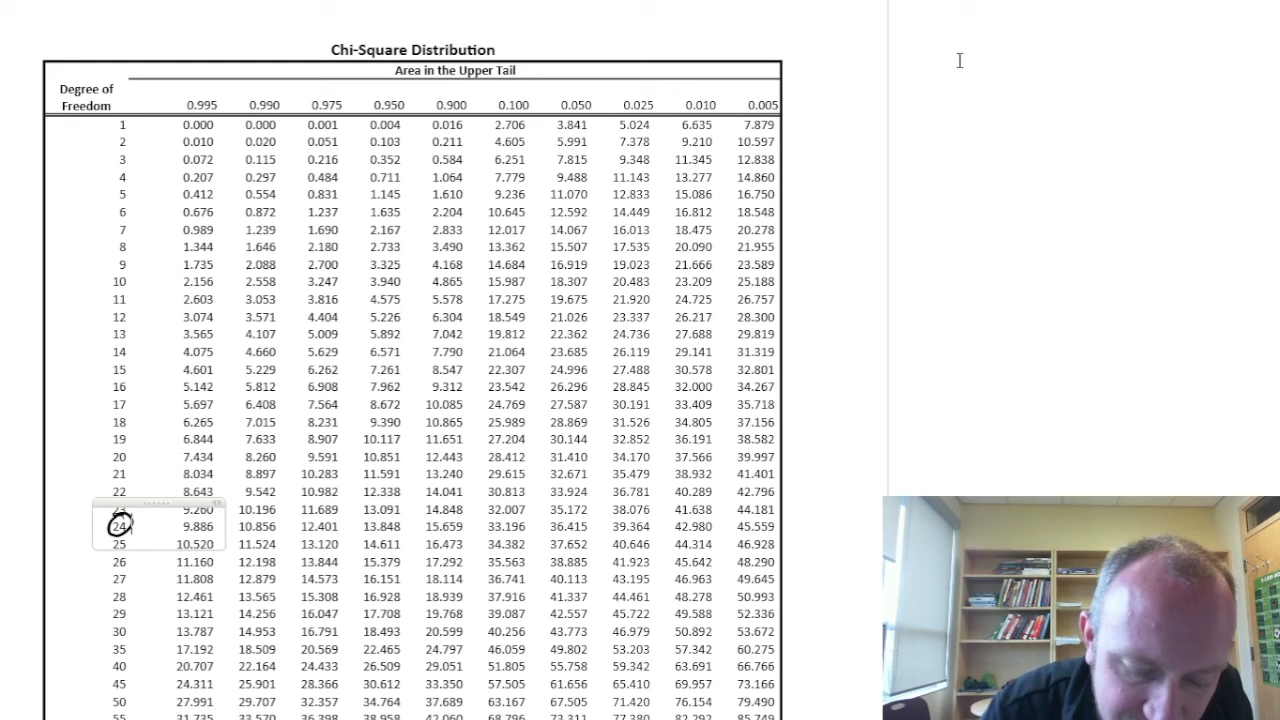 Chi-Square Distribution
Area in the Upper Tail
Degree of
Freedom 0.995 0.990 0.975 0.950 0.900 0.100 0.050 0.025 0.010 0.005
1 0.000 0.000 0.001 0.004 0.016 2.706 3.841 5.024 6.635 7.879
2 0.010 0.020 0.051 0.103 0.211 4.605 5.991 7.378 9.210 10.597
3 0.072 0.115 0.216 0.352 0.584 6.251 7.815 9.348 11.345 12.838
4 0.207 0.297 0.484 0.711 1.064 7.779 9.488 11.143 13.277 14.860
5 0.412 0.554 0.831 1.145 1.610 9.236 11.070 12.833 15.086 16.750
6 0.676 0.872 1.237 1.635 2.204 10.645 12.592 14.449 16.812 18.548
7 0.989 1.239 1.690 2.167 2.833 12.017 14.067 16.013 18.475 20.278
8 1.344 1.646 2.180 2.733 3.490 13.362 15.507 17.535 20.090 21.955
9 1.735 2.088 2.700 3.325 4.168 14.684 16.919 19.023 21.666 23.589
10 2.156 2.558 3.247 3.940 4.865 15.987 18.307 20.483 23.209 25.188
11 2.603 3.053 3.816 4.575 5.578 17.275 19.675 21.920 24.725 26.757
12 3.074 3.571 4.404 5.226 6.304 18.549 21.026 23.337 26.217 28.300
13 3.565 4.107 5.009 5.892 7.042 19.812 22.362 24.736 27.688 29.819
14 4.075 4.660 5.629 6.571 7.790 21.064 23.685 26.119 29.141 31.319
15 4.601 5.229 6.262 7.261 8.547 22.307 24.996 27.488 30.578 32.801
16 5.142 5.812 6.908 7.962 9.312 23.542 26.296 28.845 32.000 34.267
17 5.697 6.408 7.564 8.672 10.085 24.769 27.587 30.191 33.409 35.718
18 6.265 7.015 8.231 9.390 10.865 25.989 28.869 31.526 34.805 37.156
19 6.844 7.633 8.907 10.117 11.651 27.204 30.144 32.852 36.191 38.582
20 7.434 8.260 9.591 10.851 12.443 28.412 31.410 34.170 37.566 39.997
21 8.034 8.897 10.283 11.591 13.240 29.615 32.671 35.479 38.932 41.401
22 8.643 9.542 10.982 12.338 14.041 30.813 33.924 36.781 40.289 42.796
23 9.260 10.196 11.689 13.091 14.848 32.007 35.172 38.076 41.638 44.181
24 9.886 10.856 12.401 13.848 15.659 33.196 36.415 39.364 42.980 45.559
25 10.520 11.524 13.120 14.611 16.473 34.382 37.652 40.646 44.314 46.928
26 11.160 12.198 13.844 15.379 17.292 35.563 38.885 41.923 45.642 48.290
27 11.808 12.879 14.573 16.151 18.114 36.741 40.113 43.195 46.963 49.645
28 12.461 13.565 15.308 16.928 18.939 37.916 41.337 44.461 48.278 50.993
29 13.121 14.256 16.047 17.708 19.768 39.087 42.557 45.722 49.588 52.336
30 13.787 14.953 16.791 18.493 20.599 40.256 43.773 46.979 50.892 53.672
35 17.192 18.509 20.569 22.465 24.797 46.059 49.802 53.203 57.342 60.275
40 20.707 22.164 24.433 26.509 29.051 51.805 55.758 59.342 63.691 66.766
45 24.311 25.901 28.366 30.612 33.350 57.505 61.656 65.410 69.957 73.166
50 27.991 29.707 32.357 34.764 37.689 63.167 67.505 71.420 76.154 79.490
55 31.735 33.570 36.398 38.958 42.060 68.796 73.311 77.380 82.292 85.749